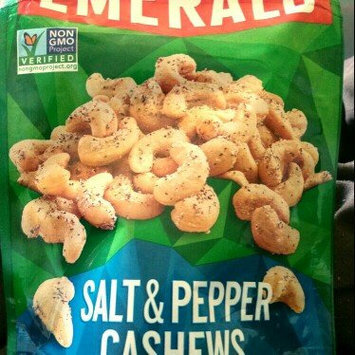 EMERALD
NON
GMO
Project
VERIFIED
nongmoproject.org
SALT & PEPPER
CASHEWS